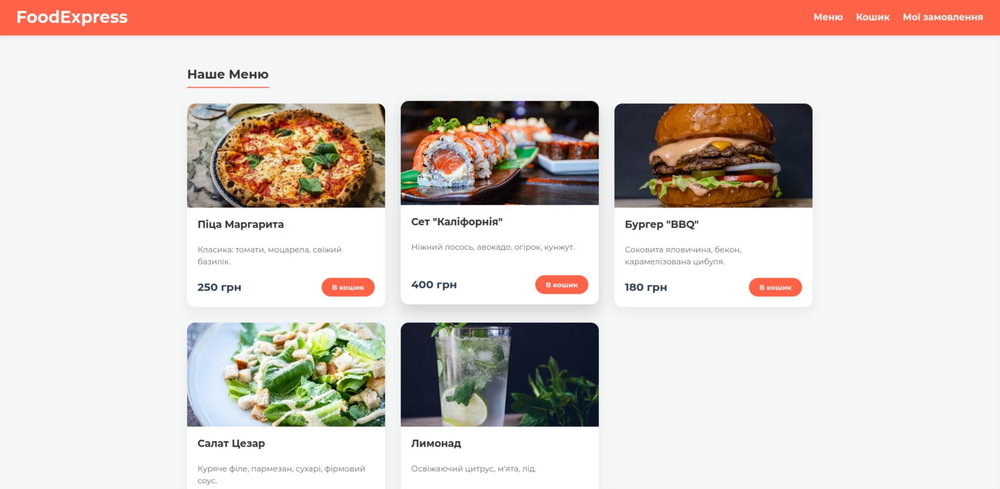 FoodExpress
Меню Кошик Мої замовлення
Наше Меню
Піца Маргарита
Класика: томати, моцарела, свіжий
базилік.
250 грн
В кошик
Сет "Каліфорнія"
Ніжний лосось, авокадо, огірок, кунжут.
400 грн
В кошик
Бургер "BBQ"
Соковита яловичина, бекон,
карамелізована цибуля.
180 грн
В кошик
Салат Цезар
Куряче філе, пармезан, сухарі, фірмовий
соус.
Лимонад
Освіжаючий цитрус, м'ята, лід.